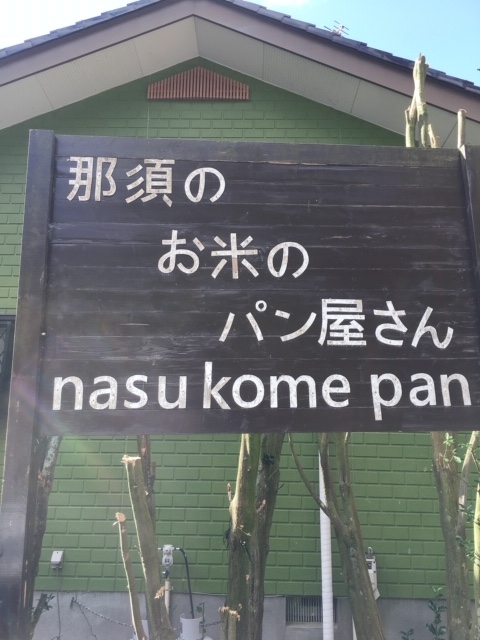 那須の
お米の
パン屋さん
nasu kome pan